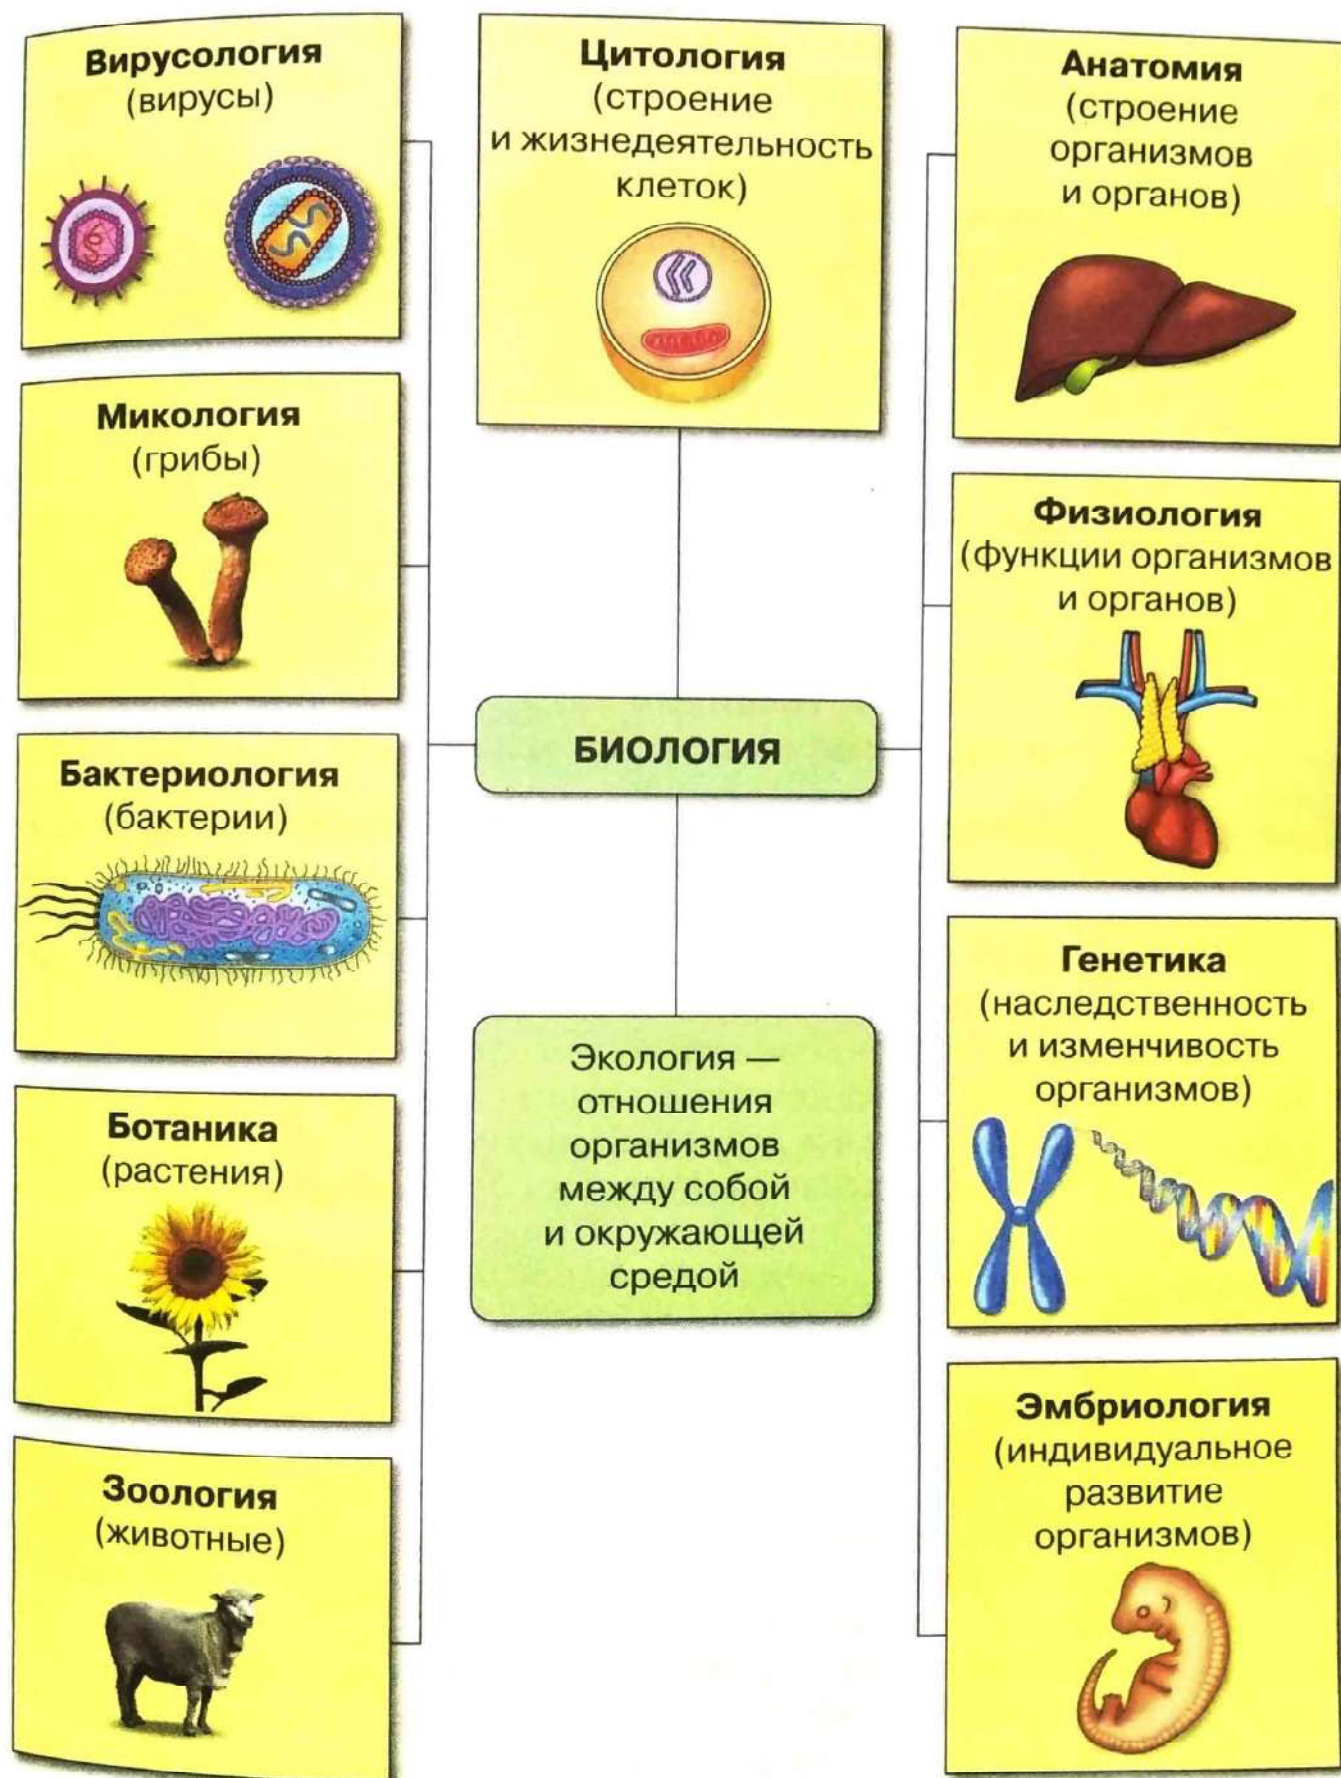 Вирусология
(вирусы)
Микология
(грибы)
Бактериология
(бактерии)
Ботаника
(растения)
Зоология
(животные)
Цитология
(строение
и жизнедеятельность
клеток)
БИОЛОГИЯ
Экология —
отношения
организмов
между собой
и окружающей
средой
Анатомия
(строение
организмов
и органов)
Физиология
(функции организмов
и органов)
Генетика
(наследственность
и изменчивость
организмов)
Эмбриология
(индивидуальное
развитие
организмов)